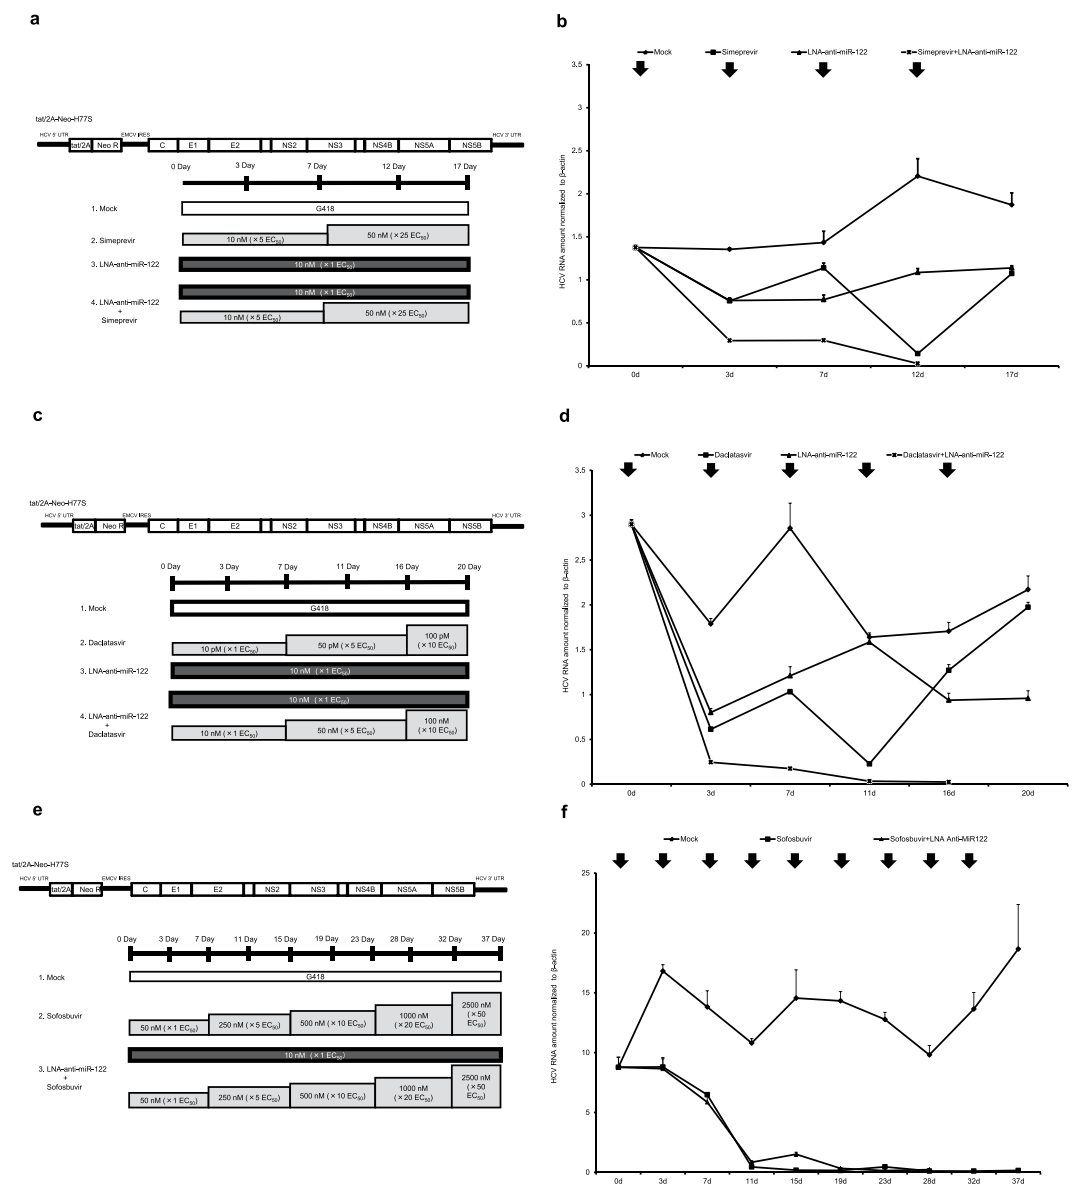 a
tat/2A-Neo-H77S
HCV 5' UTR EMCV IRES HCV 3' UTR
tat/2A Neo R C E1 E2 NS2 NS3 NS4B NS5A NS5B
0 Day 3 Day 7 Day 12 Day 17 Day
1. Mock G418
2. Simeprevir 10 nM (×5 EC50) 50 nM (×25 EC50)
3. LNA-anti-miR-122 10 nM (×1 EC50)
10 nM (×1 EC50)
4. LNA-anti-miR-122
+
Simeprevir
10 nM (×5 EC50) 50 nM (×25 EC50)
b
Mock Simeprevir LNA-anti-miR-122 Simeprevir+LNA-anti-miR-122
HCV RNA amount normalized to β-actin
3.5
3
2.5
2
1.5
1
0.5
0
0d 3d 7d 12d 17d
c
tat/2A-Neo-H77S
HCV 5' UTR EMCV IRES HCV 3' UTR
tat/2A Neo R C E1 E2 NS2 NS3 NS4B NS5A NS5B
0 Day 3 Day 7 Day 11 Day 16 Day 20 Day
1. Mock G418
2. Daclatasvir 10 pM (×1 EC50) 50 pM (×5 EC50) 100 pM (×10 EC50)
3. LNA-anti-miR-122 10 nM (×1 EC50)
10 nM (×1 EC50)
4. LNA-anti-miR-122
+
Daclatasvir
10 nM (×1 EC50) 50 nM (×5 EC50) 100 nM (×10 EC50)
d
Mock Daclatasvir LNA-anti-miR-122 Daclatasvir+LNA-anti-miR-122
HCV RNA amount normalized to β-actin
3.5
3
2.5
2
1.5
1
0.5
0
0d 3d 7d 11d 16d 20d
e
tat/2A-Neo-H77S
HCV 5' UTR EMCV IRES HCV 3' UTR
tat/2A Neo R C E1 E2 NS2 NS3 NS4B NS5A NS5B
0 Day 3 Day 7 Day 11 Day 15 Day 19 Day 23 Day 28 Day 32 Day 37 Day
1. Mock G418
2. Sofosbuvir 50 nM (×1 EC50) 250 nM (×5 EC50) 500 nM (×10 EC50) 1000 nM (×20 EC50) 2500 nM (×50 EC50)
10 nM (×1 EC50)
3. LNA-anti-miR-122
+
Sofosbuvir
50 nM (×1 EC50) 250 nM (×5 EC50) 500 nM (×10 EC50) 1000 nM (×20 EC50) 2500 nM (×50 EC50)
f
Mock Sofosbuvir Sofosbuvir+LNA Anti-MiR122
HCV RNA amount normalized to β-actin
25
20
15
10
5
0
0d 3d 7d 11d 15d 19d 23d 28d 32d 37d